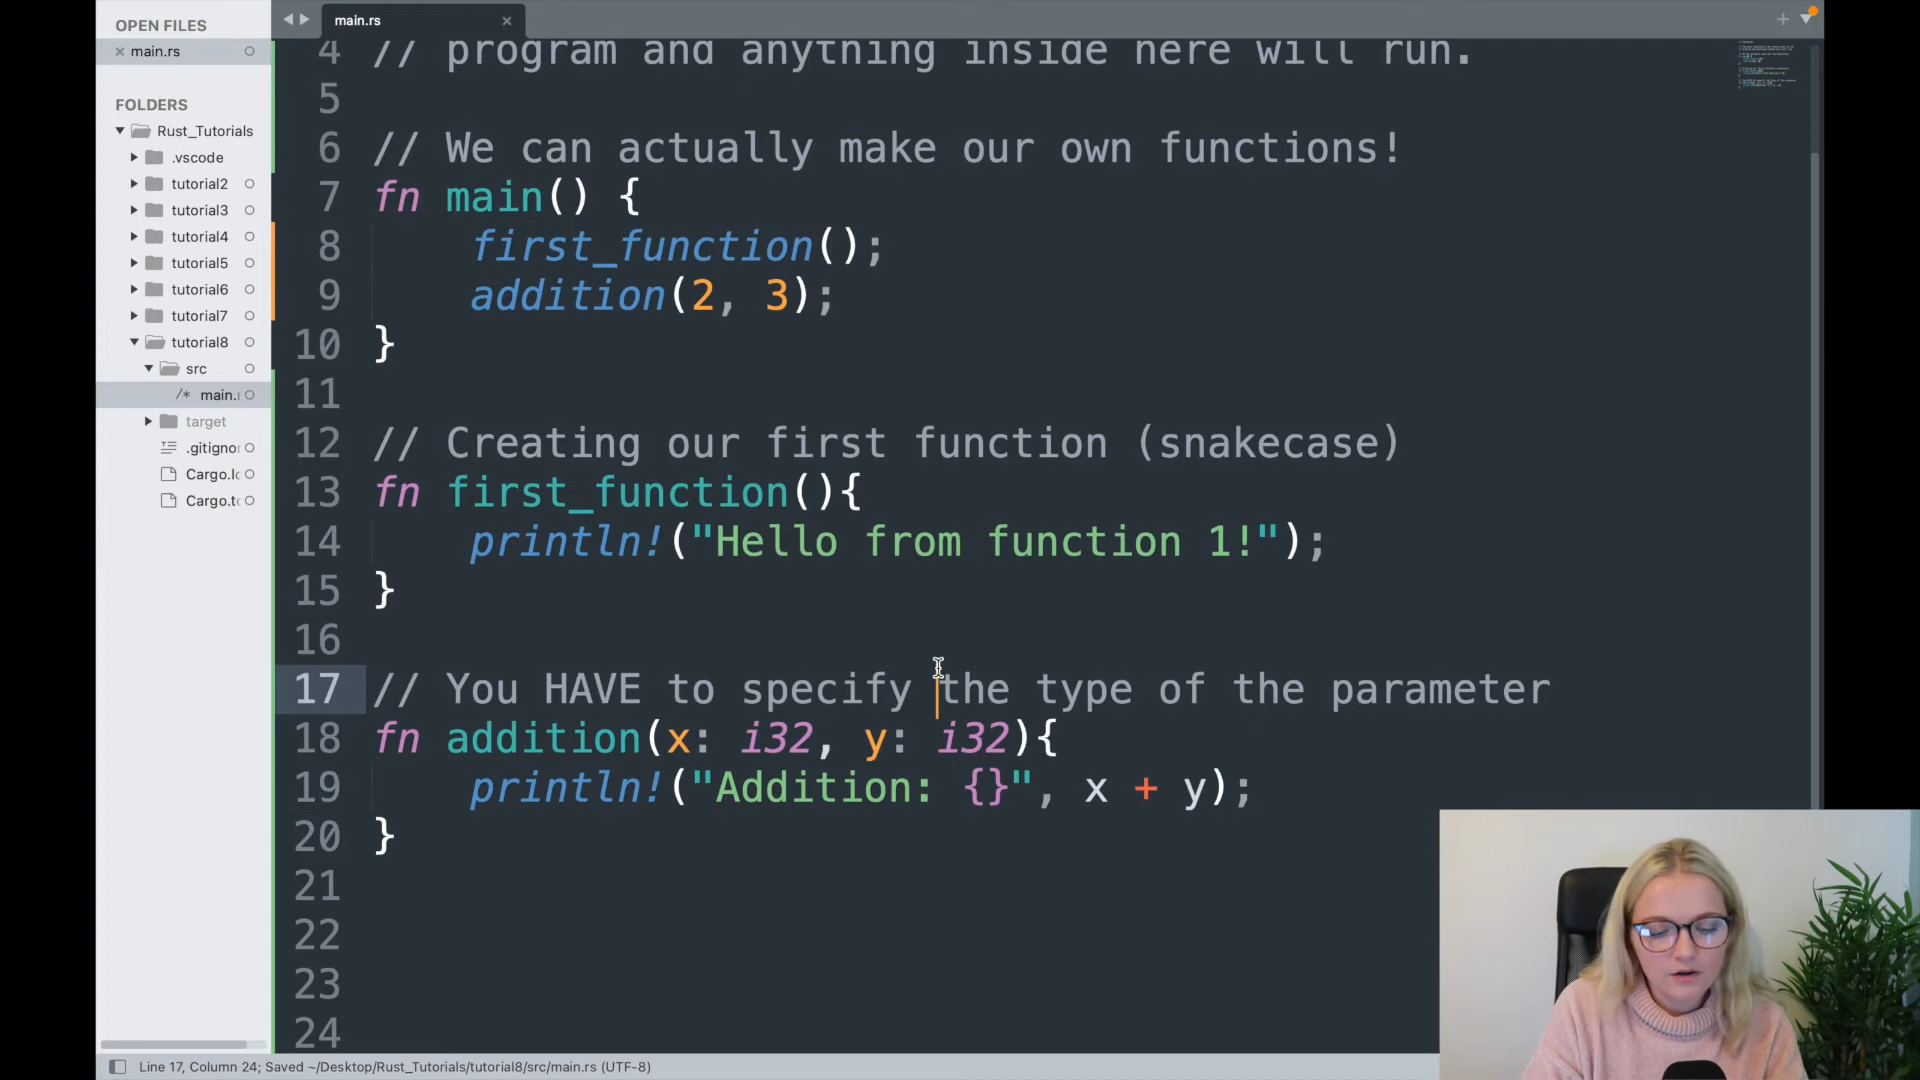 OPEN FILES
main.rs
FOLDERS
Rust_Tutorials
.vscode
tutorial2
tutorial3
tutorial4
tutorial5
tutorial6
tutorial7
tutorial8
src
/* main.r
target
.gitigno
Cargo.lo
Cargo.to
main.rs
4 // program and anything inside here will run.
5
6 // We can actually make our own functions!
7 fn main() {
8 first_function();
9 addition(2, 3);
10 }
11
12 // Creating our first function (snakecase)
13 fn first_function(){
14 println!("Hello from function 1!");
15 }
16
17 // You HAVE to specify the type of the parameter
18 fn addition(x: i32, y: i32){
19 println!("Addition: {}", x + y);
20 }
21
22
23
24
Line 17, Column 24; Saved ~/Desktop/Rust_Tutorials/tutorial8/src/main.rs (UTF-8)